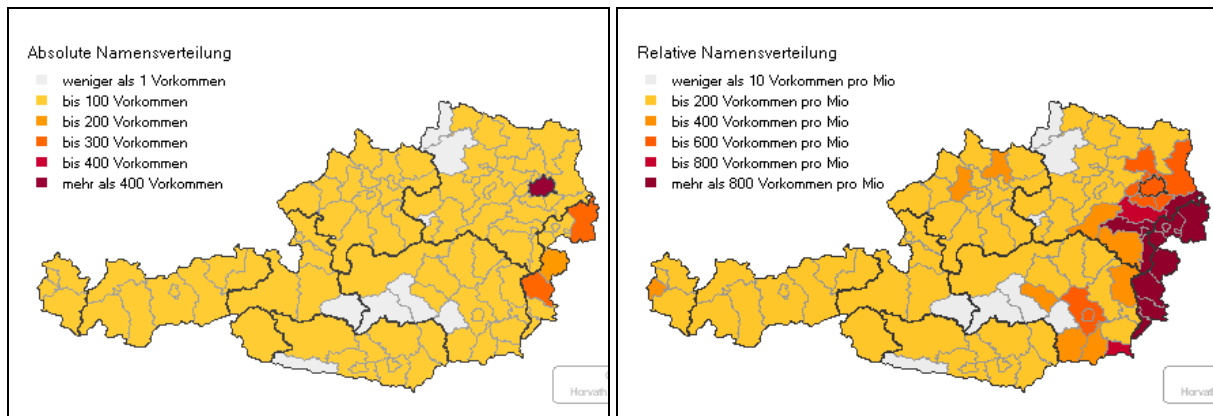 Absolute Namensverteilung
weniger als 1 Vorkommen
bis 100 Vorkommen
bis 200 Vorkommen
bis 300 Vorkommen
bis 400 Vorkommen
mehr als 400 Vorkommen
Horvath
Relative Namensverteilung
weniger als 10 Vorkommen pro Mio
bis 200 Vorkommen pro Mio
bis 400 Vorkommen pro Mio
bis 600 Vorkommen pro Mio
bis 800 Vorkommen pro Mio
mehr als 800 Vorkommen pro Mio
Horvath